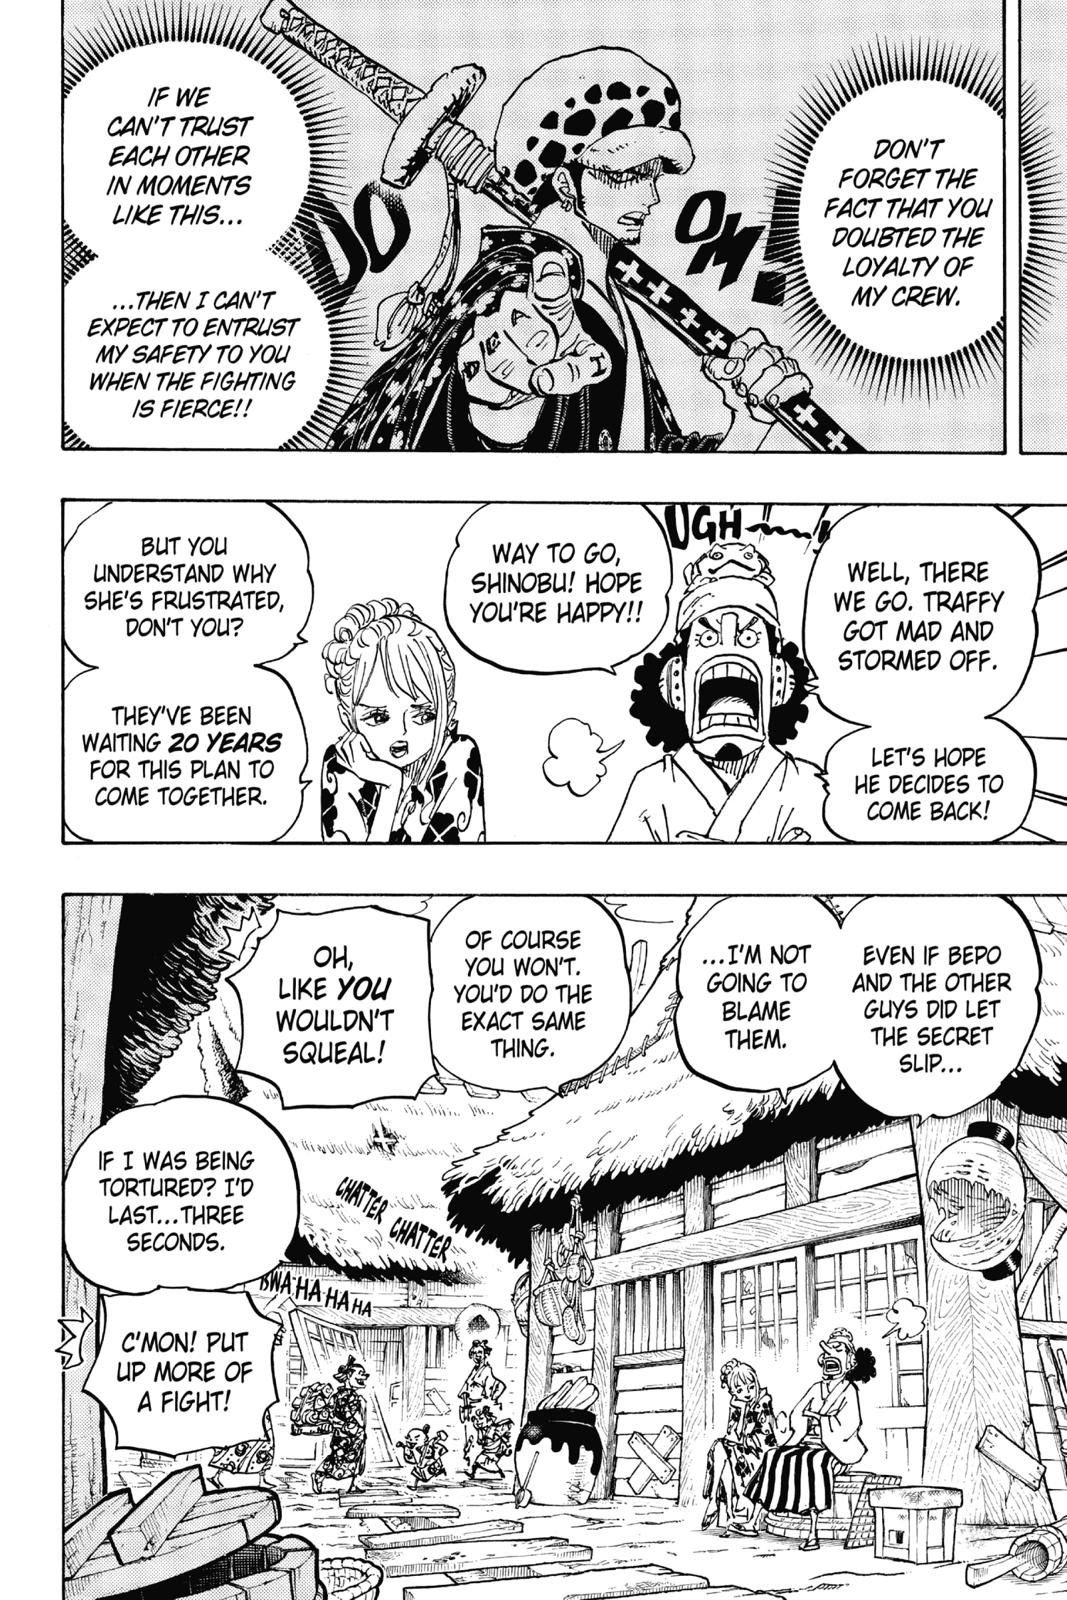 DON'T
FORGET THE
FACT THAT YOU
DOUBTED THE
LOYALTY OF
MY CREW.
DOOM!
IF WE
CAN'T TRUST
EACH OTHER
IN MOMENTS
LIKE THIS...
...THEN I CAN'T
EXPECT TO ENTRUST
MY SAFETY TO YOU
WHEN THE FIGHTING
IS FIERCE!!
DEATH
WELL, THERE
WE GO. TRAFFY
GOT MAD AND
STORMED OFF.
LET'S HOPE
HE DECIDES TO
COME BACK!
UGH
WAY TO GO,
SHINOBU! HOPE
YOU'RE HAPPY!!
BUT YOU
UNDERSTAND WHY
SHE'S FRUSTRATED,
DON'T YOU?
THEY'VE BEEN
WAITING 20 YEARS
FOR THIS PLAN TO
COME TOGETHER.
EVEN IF BEPO
AND THE OTHER
GUYS DID LET
THE SECRET
SLIP...
...I'M NOT
GOING TO
BLAME
THEM.
OF COURSE
YOU WON'T.
YOU'D DO THE
EXACT SAME
THING.
OH,
LIKE YOU
WOULDN'T
SQUEAL!
IF I WAS BEING
TORTURED? I'D
LAST...THREE
SECONDS.
CHATTER CHATTER
BWA HA HA HA
C'MON! PUT
UP MORE OF
A FIGHT!